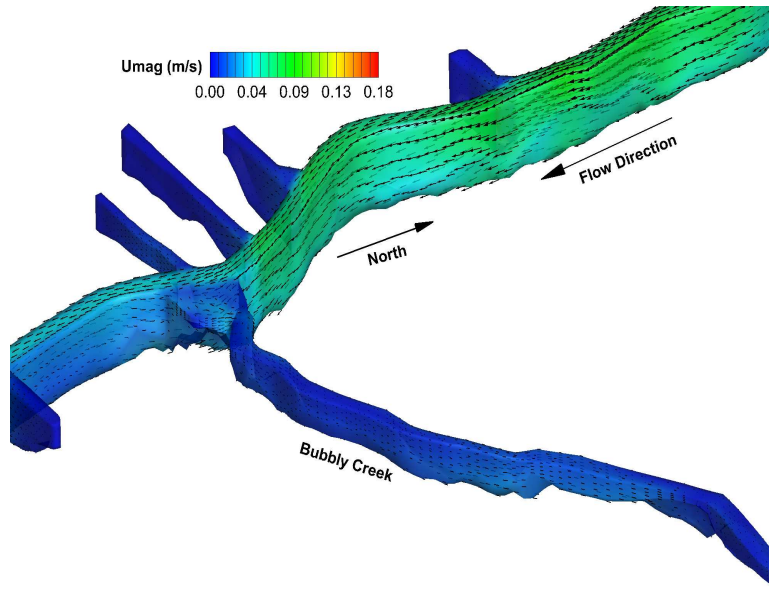 Umag (m/s)
0.00 0.04 0.09 0.13 0.18
Flow Direction
North
Bubbly Creek